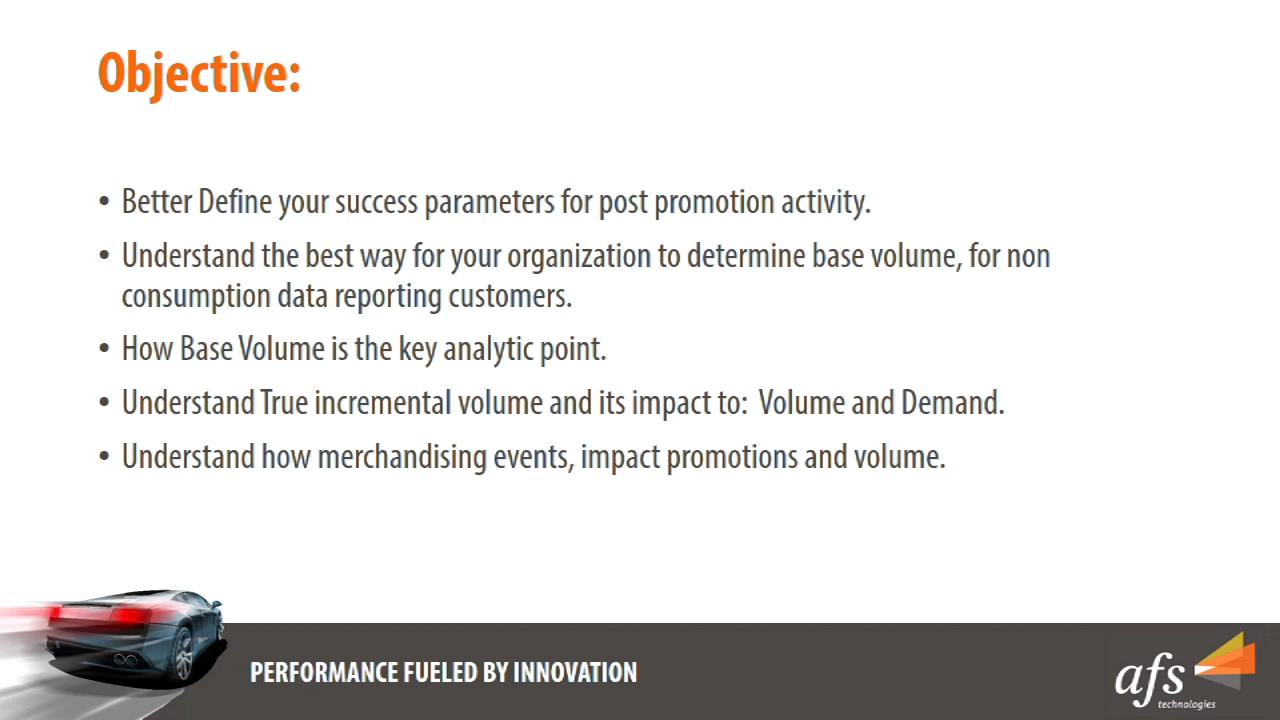 Objective:
• Better Define your success parameters for post promotion activity.
• Understand the best way for your organization to determine base volume, for non
consumption data reporting customers.
• How Base Volume is the key analytic point.
• Understand True incremental volume and its impact to:  Volume and Demand.
• Understand how merchandising events, impact promotions and volume.
PERFORMANCE FUELED BY INNOVATION
afs
technologies